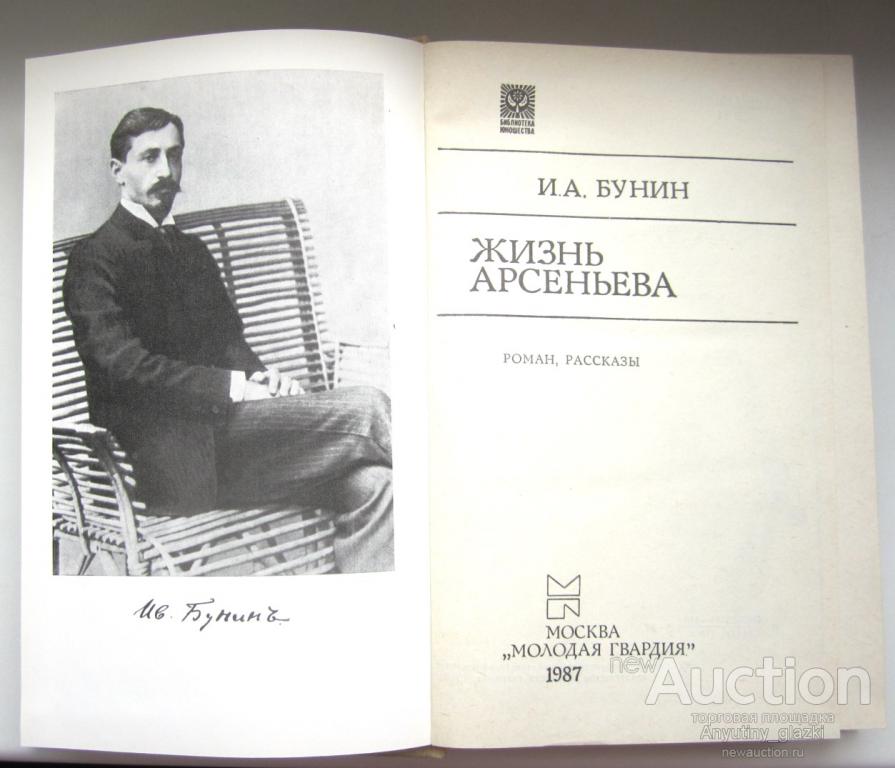 Ив. Бунинъ.
БИБЛИОТЕКА
ЮНОШЕСТВА
И.А. БУНИН
ЖИЗНЬ
АРСЕНЬЕВА
РОМАН, РАССКАЗЫ
МОСКВА
„МОЛОДАЯ ГВАРДИЯ"
1987
newAuction
торговая площадка
Anyutiny_glazki
newauction.ru